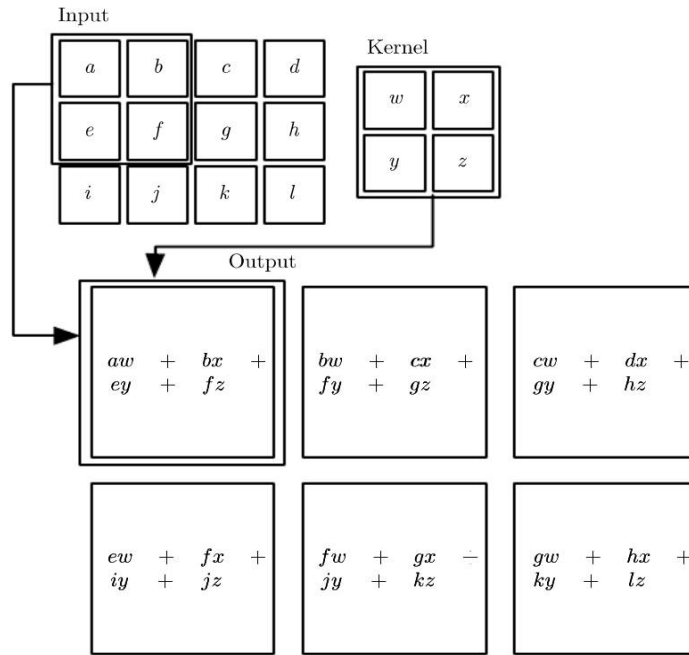 Input
Kernel
a b c d
w x
e f g h
y z
i j k l
Output
aw + bx +
ey + fz
bw + cx +
fy + gz
cw + dx +
gy + hz
ew + fx +
iy + jz
fw + gx ÷
jy + kz
gw + hx +
ky + lz